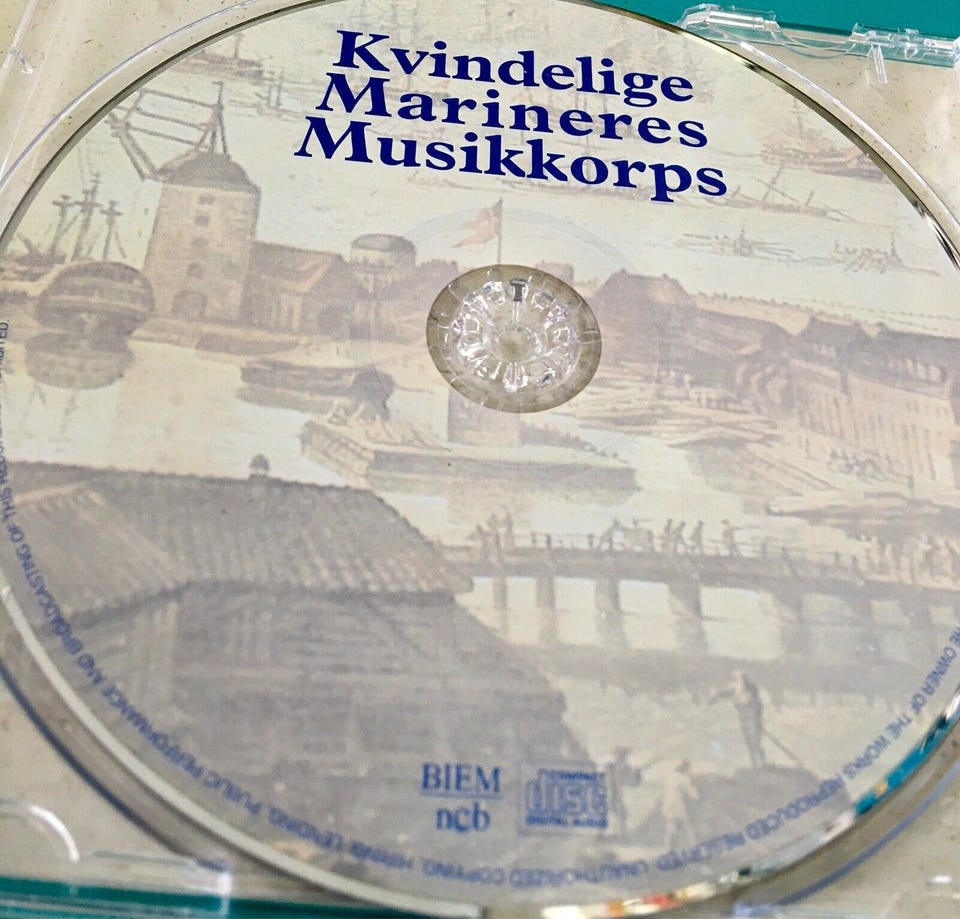 Kvindelige
Marineres
Musikkorps
BIEM
ncb
COMPACT
DISC
DIGITAL AUDIO
THE OWNER OF THE WORKS REPRODUCED RESERVED. UNAUTHORIZED COPYING, HIRING, LENDING, PUBLIC PERFORMANCE AND BROADCASTING OF THIS